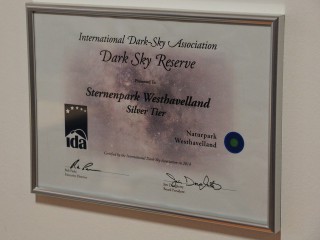 International Dark-Sky Association
Dark Sky Reserve
Presented To
Sternenpark Westhavelland
Silver Tier
Naturpark
Westhavelland
ida